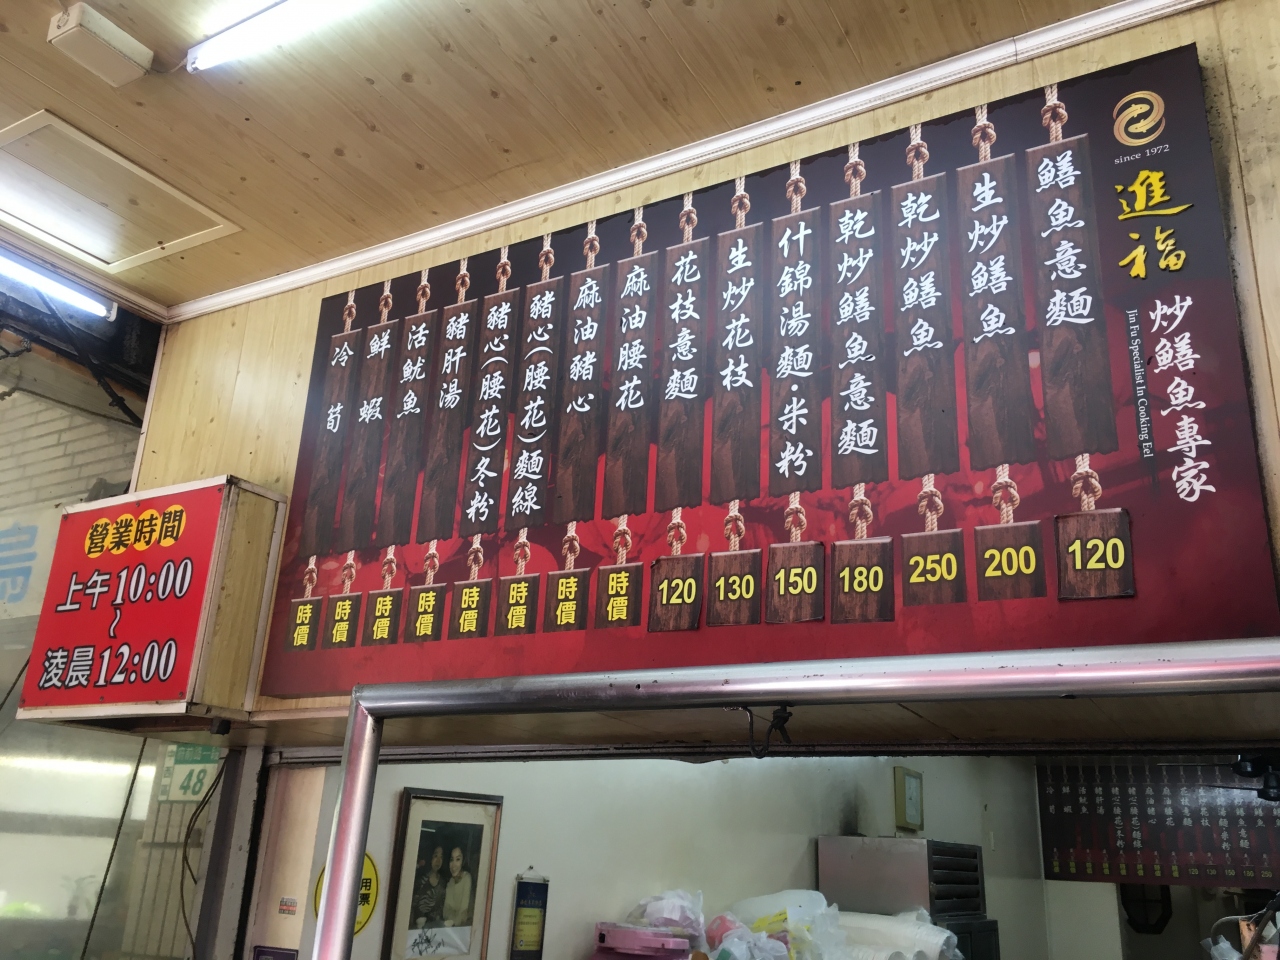 since 1972
進福
炒鱔魚專家
Jin Fu Specialist In Cooking Eel
鱔魚意麵
120
生炒鱔魚
200
乾炒鱔魚
250
乾炒鱔魚意麵
180
什錦湯麵·米粉
150
生炒花枝
130
花枝意麵
120
麻油腰花
時價
麻油豬心
時價
豬心(腰花)麵線
時價
豬心(腰花)冬粉
時價
豬肝湯
時價
活魷魚
時價
鮮蝦
時價
冷筍
時價
營業時間
上午10:00
~
凌晨12:00
48